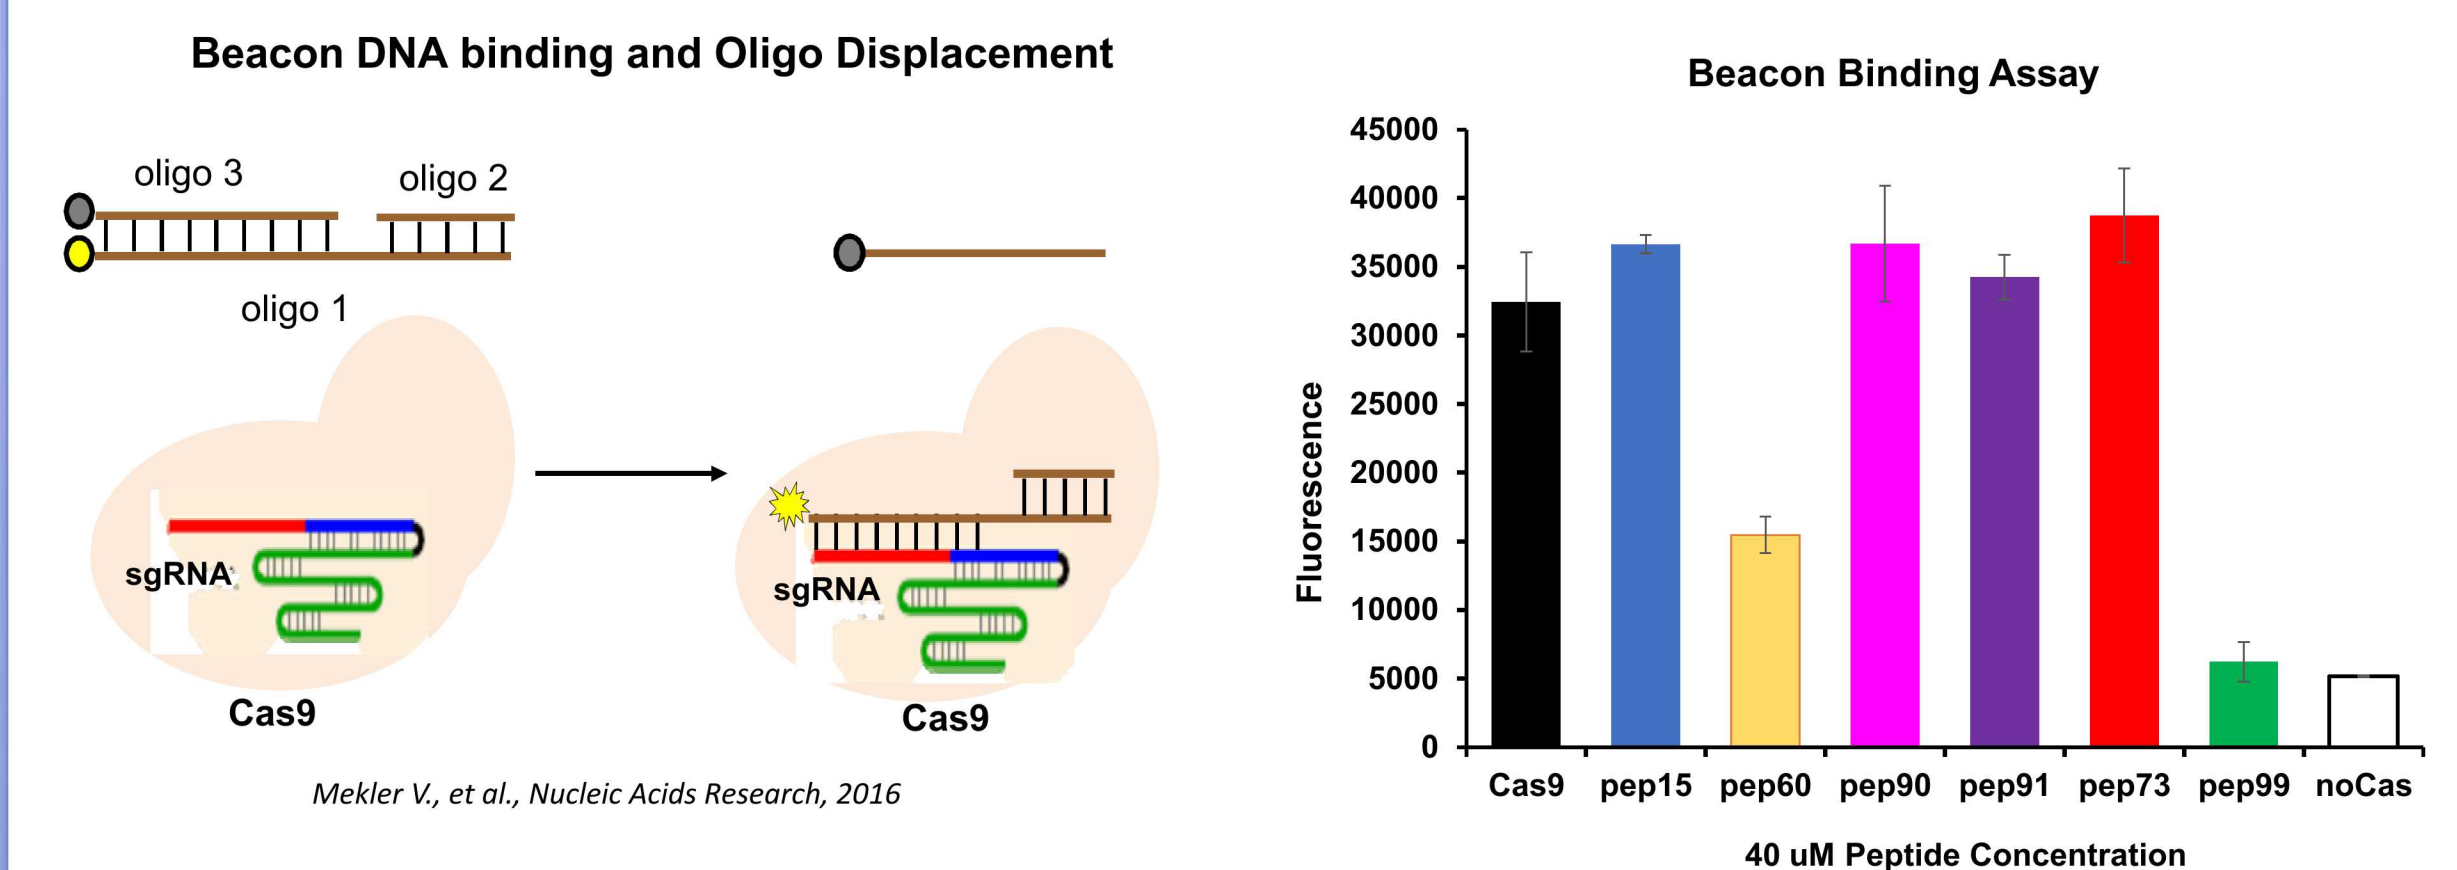 Beacon DNA binding and Oligo Displacement
oligo 3
oligo 2
oligo 1
sgRNA
Cas9
sgRNA
Cas9
Mekler V., et al., Nucleic Acids Research, 2016
Beacon Binding Assay
Fluorescence
45000
40000
35000
30000
25000
20000
15000
10000
5000
0
Cas9 pep15 pep60 pep90 pep91 pep73 pep99 noCas
40 uM Peptide Concentration